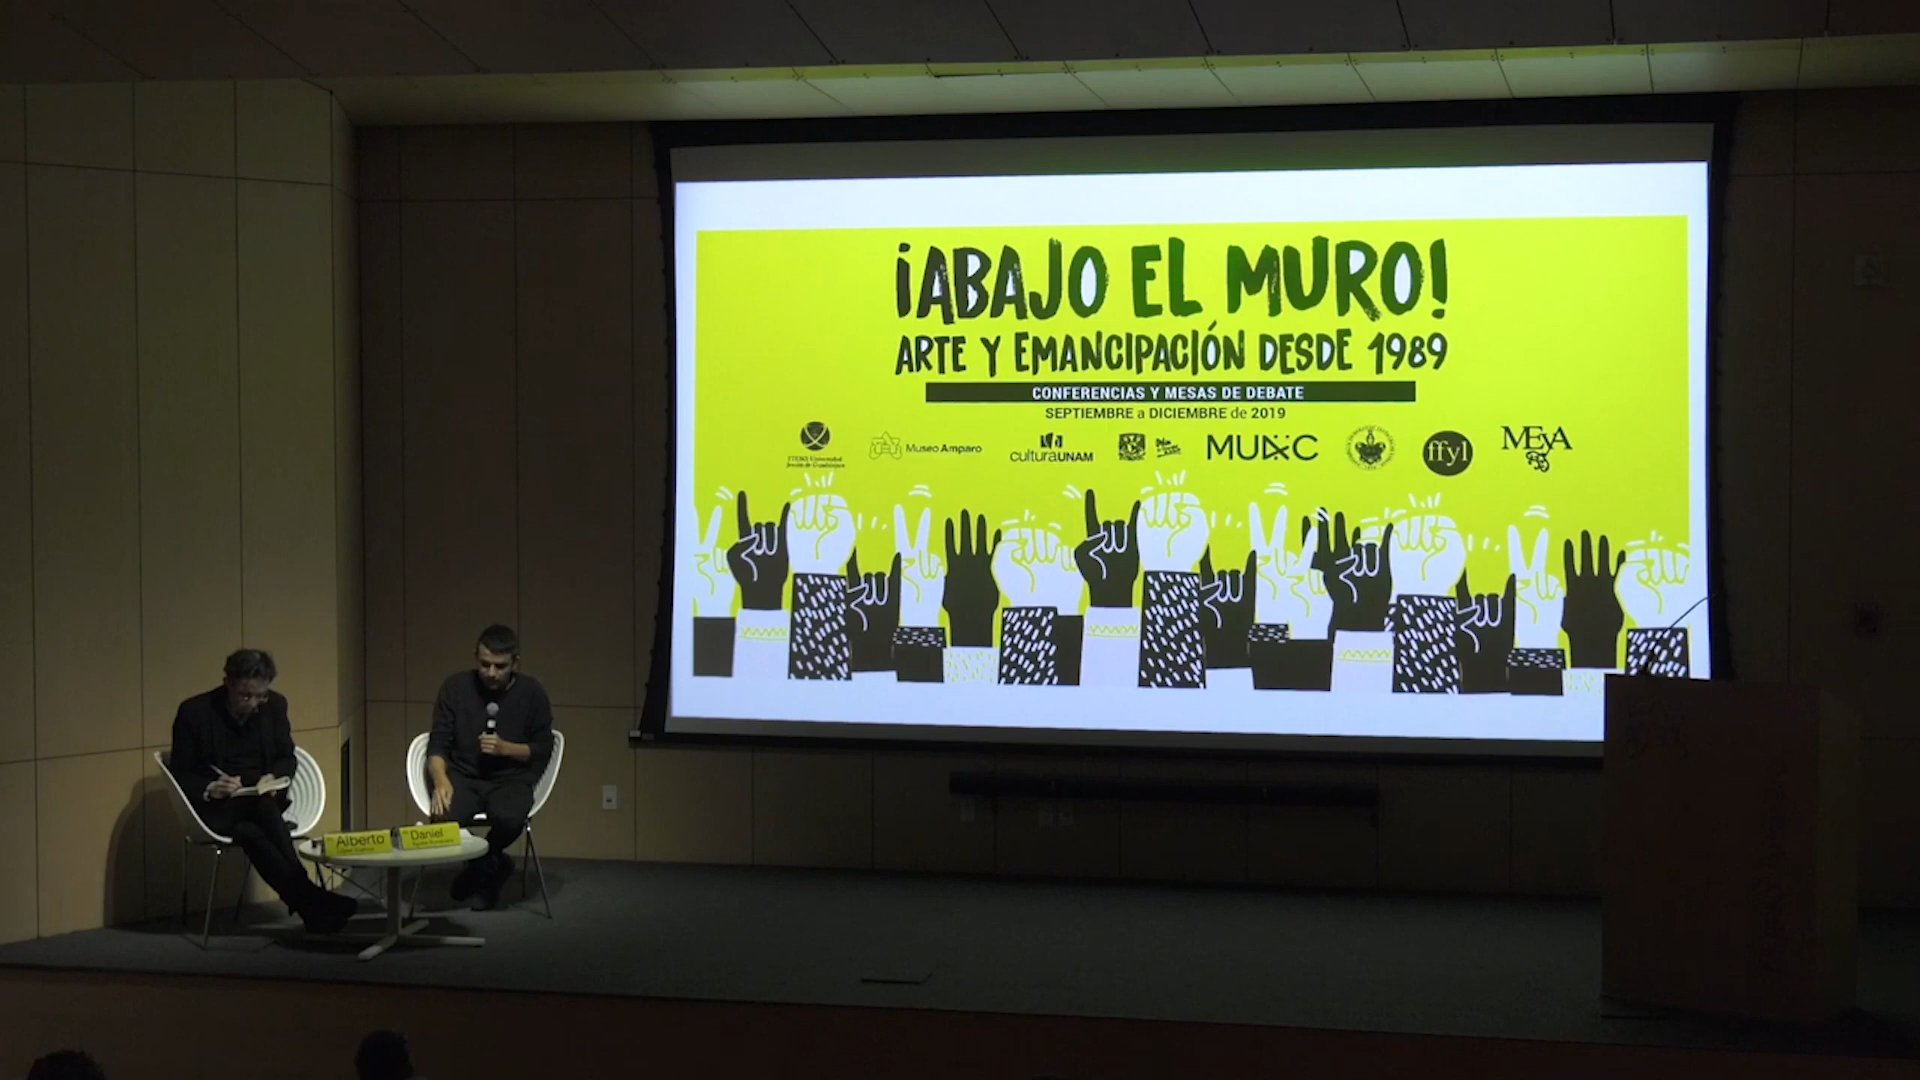 ¡ABAJO EL MURO!
ARTE Y EMANCIPACIÓN DESDE 1989
CONFERENCIAS Y MESAS DE DEBATE
SEPTIEMBRE a DICIEMBRE de 2019
Museo Amparo
culturaUNAM
MUAC
ffyl
MEyA
Alberto
Daniel